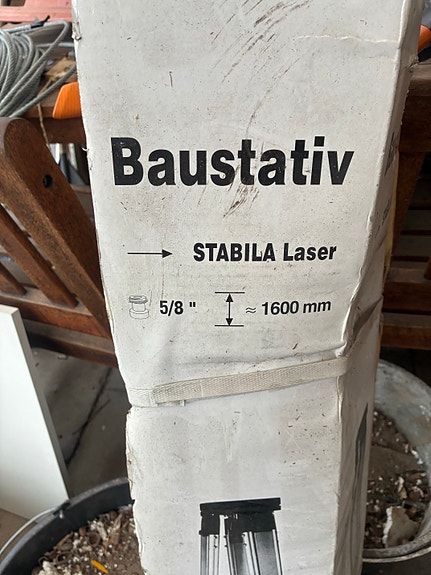 Baustativ
STABILA Laser
5/8 " ≈ 1600 mm